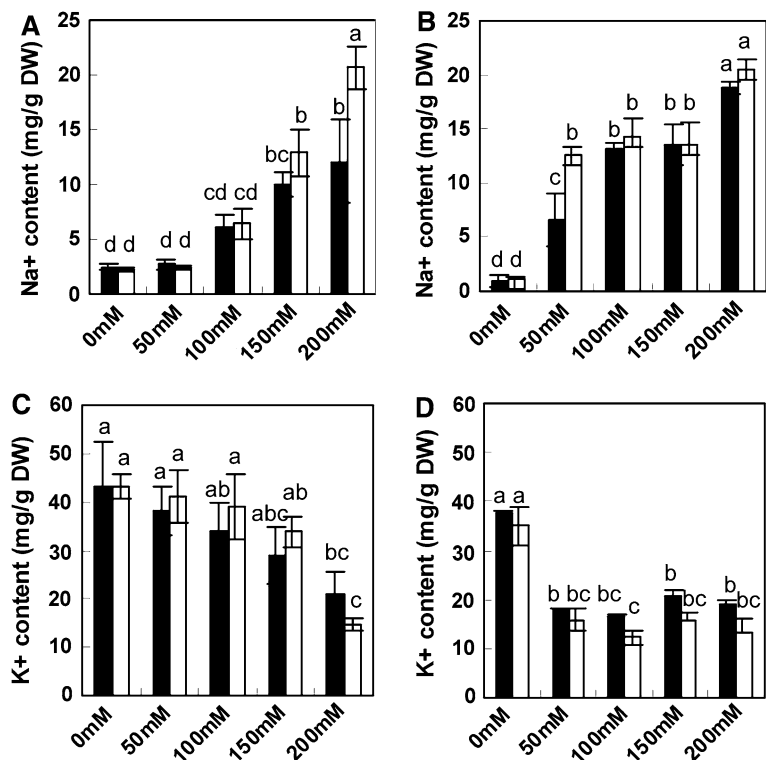 A
Na+ content (mg/g DW)
25
20
15
10
5
0
d d
d d
cd cd
bc b
b a
0mM
50mM
100mM
150mM
200mM
B
Na+ content (mg/g DW)
25
20
15
10
5
0
d d
c b
b b
b b
a a
0mM
50mM
100mM
150mM
200mM
C
K+ content (mg/g DW)
60
50
40
30
20
10
0
a a
a a
ab a
abc ab
bc c
0mM
50mM
100mM
150mM
200mM
D
K+ content (mg/g DW)
60
50
40
30
20
10
0
a a
b bc
bc c
b bc
b bc
0mM
50mM
100mM
150mM
200mM